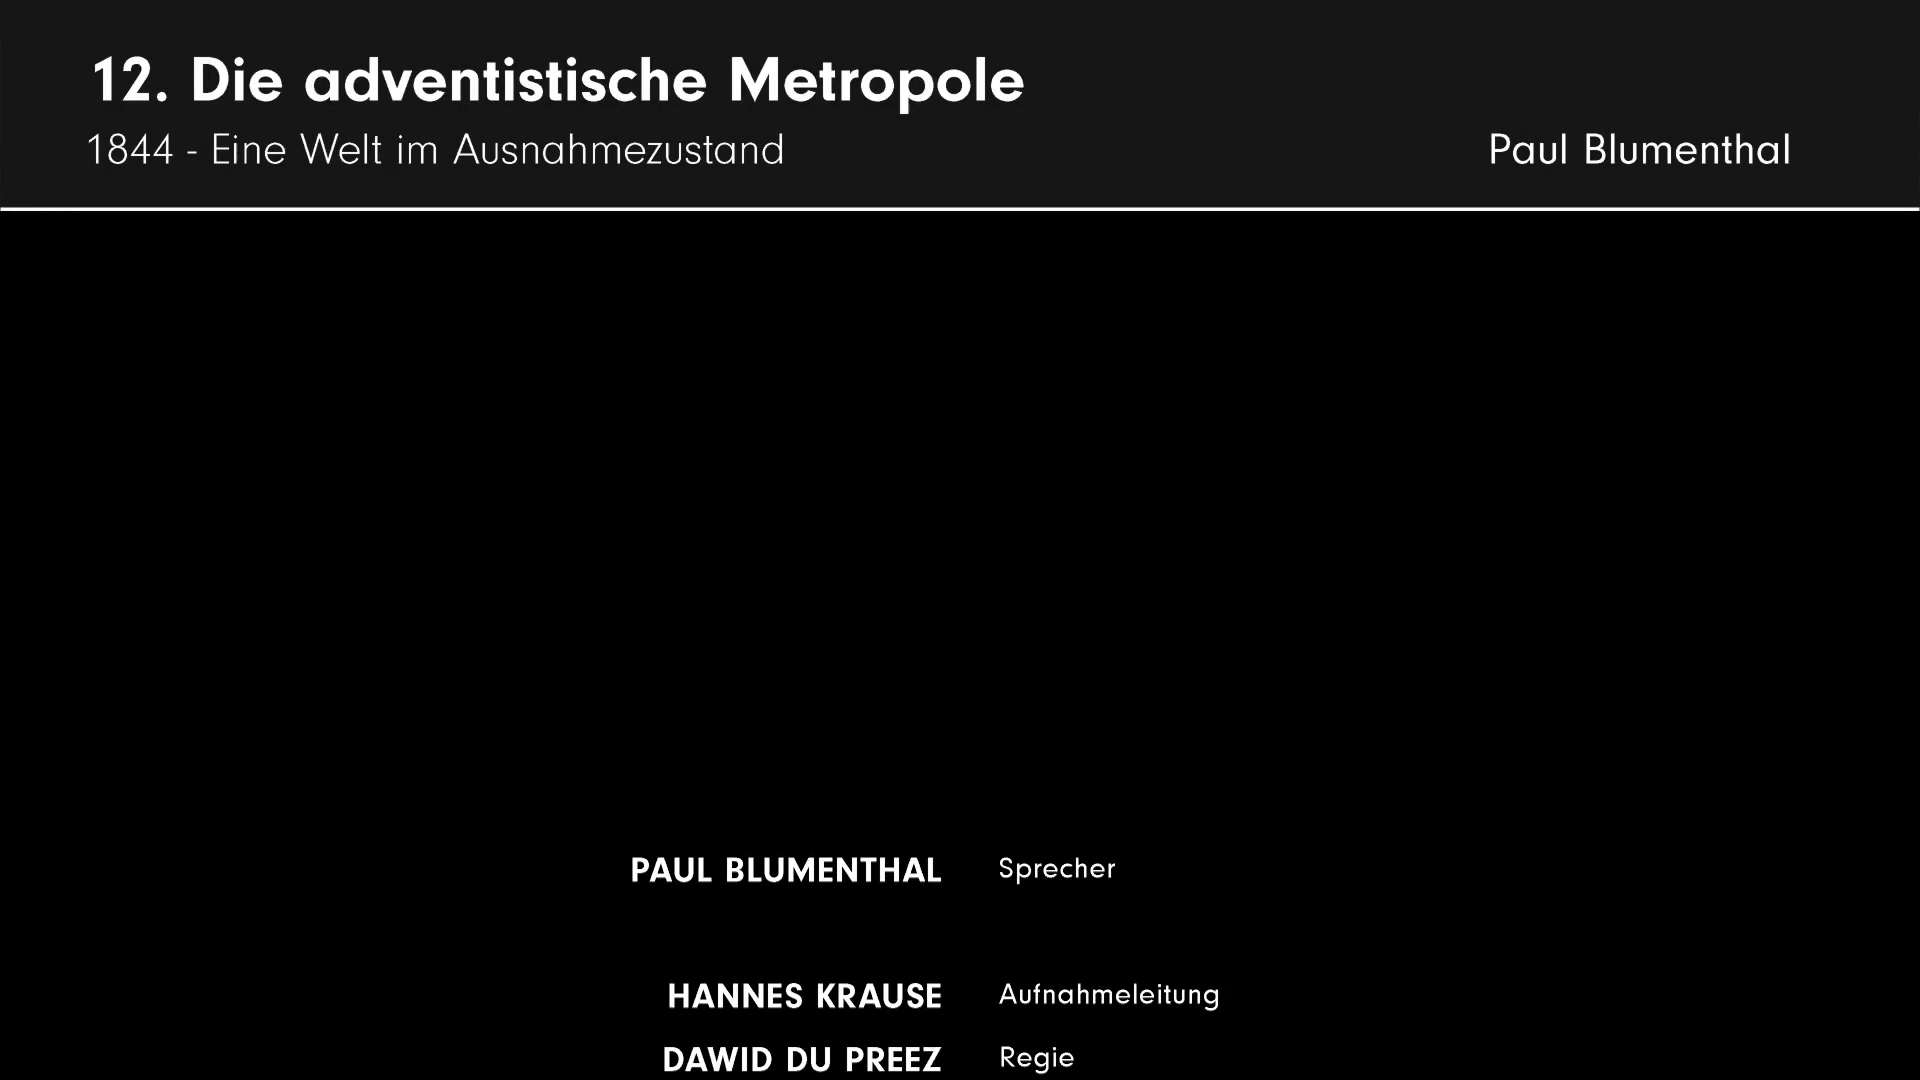 12. Die adventistische Metropole
1844 - Eine Welt im Ausnahmezustand
Paul Blumenthal
PAUL BLUMENTHAL Sprecher
HANNES KRAUSE Aufnahmeleitung
DAWID DU PREEZ Regie